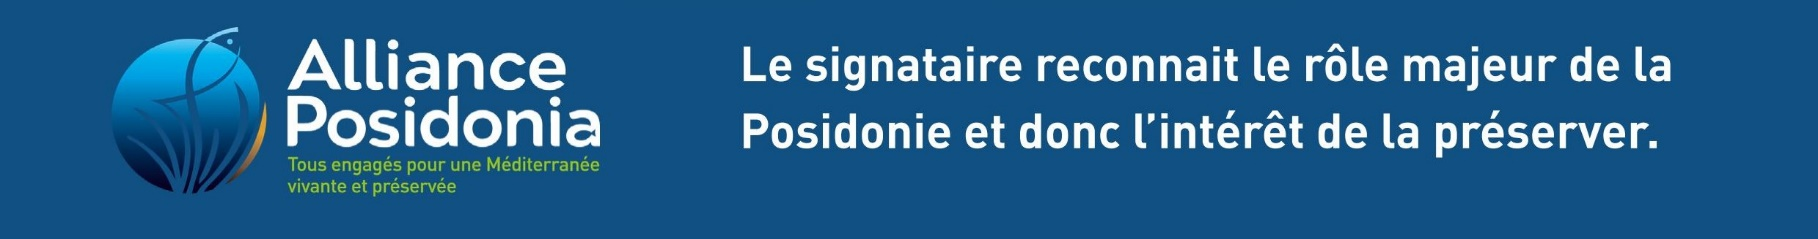 Alliance
Posidonia
Tous engagés pour une Méditerranée
vivante et préservée
Le signataire reconnait le rôle majeur de la
Posidonie et donc l'intérêt de la préserver.